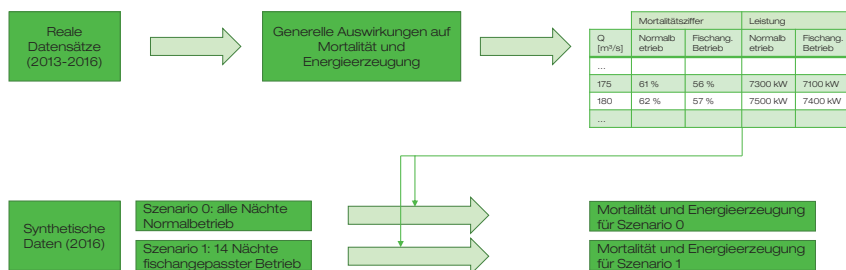 Reale
Datensätze
(2013-2016)
Generelle Auswirkungen auf
Mortalität und
Energieerzeugung
Mortalitätsziffer Leistung
Q
[m³/s]
Normalb
etrieb
Fischang.
Betrieb
Normalb
etrieb
Fischang.
Betrieb
...
175 61 % 56 % 7300 kW 7100 kW
180 62 % 57 % 7500 kW 7400 kW
...
Synthetische
Daten (2016)
Szenario 0: alle Nächte
Normalbetrieb
Mortalität und Energieerzeugung
für Szenario 0
Szenario 1: 14 Nächte
fischangepasster Betrieb
Mortalität und Energieerzeugung
für Szenario 1